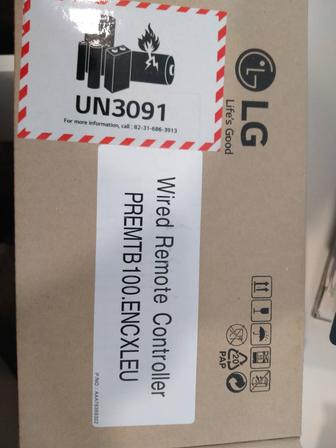 UN3091
For more information, call : 82-31-686-3913
LG
Life's Good
Wired Remote Controller
PREMTB100.ENCXLEU
20
PAP